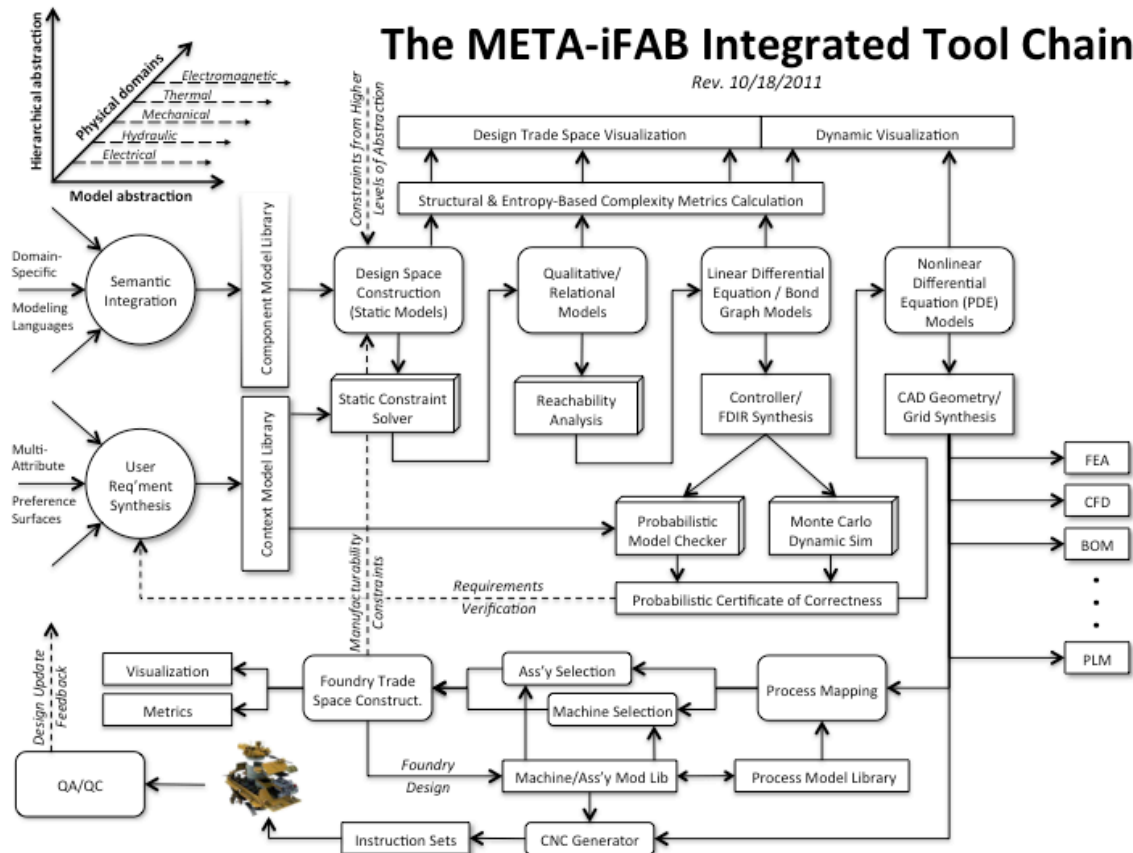 The META-iFAB Integrated Tool Chain
Rev. 10/18/2011
Hierarchical abstraction
Physical domains
Electromagnetic
Thermal
Mechanical
Hydraulic
Electrical
Model abstraction
Constraints from Higher
Levels of Abstraction
Design Trade Space Visualization
Dynamic Visualization
Structural & Entropy-Based Complexity Metrics Calculation
Domain-
Specific
Modeling
Languages
Semantic
Integration
Component Model Library
Design Space
Construction
(Static Models)
Qualitative/
Relational
Models
Linear Differential
Equation / Bond
Graph Models
Nonlinear
Differential
Equation (PDE)
Models
Static Constraint
Solver
Reachability
Analysis
Controller/
FDIR Synthesis
CAD Geometry/
Grid Synthesis
Multi-
Attribute
Preference
Surfaces
User
Req'ment
Synthesis
Context Model Library
Probabilistic
Model Checker
Monte Carlo
Dynamic Sim
FEA
CFD
BOM
PLM
Requirements
Verification
Probabilistic Certificate of Correctness
Manufacturability
Constraints
Design Update
Feedback
Visualization
Metrics
Foundry Trade
Space Construct.
Ass'y Selection
Machine Selection
Process Mapping
QA/QC
Foundry
Design
Machine/Ass'y Mod Lib
Process Model Library
Instruction Sets
CNC Generator